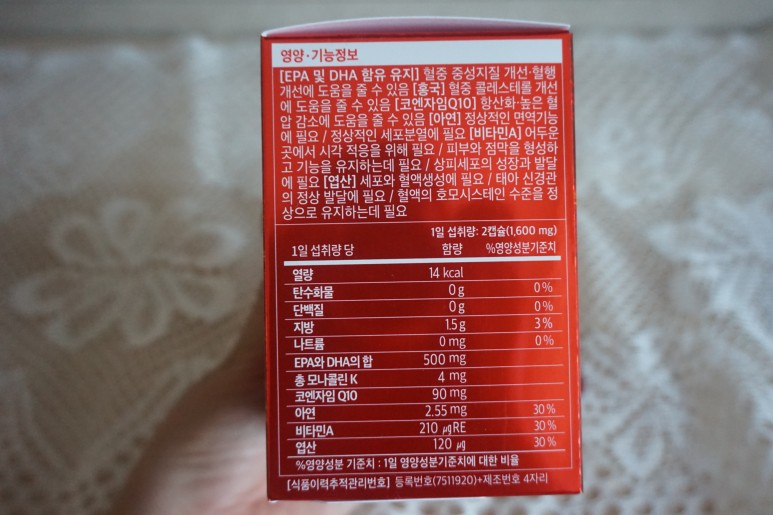 영양·기능정보
[EPA 및 DHA 함유 유지] 혈중 중성지질 개선·혈행
개선에 도움을 줄 수 있음 [홍국] 혈중 콜레스테롤 개선
에 도움을 줄 수 있음 [코엔자임Q10] 항산화·높은 혈
압 감소에 도움을 줄 수 있음 [아연] 정상적인 면역기능
에 필요 / 정상적인 세포분열에 필요 [비타민A] 어두운
곳에서 시각 적응을 위해 필요 / 피부와 점막을 형성하
고 기능을 유지하는데 필요 / 상피세포의 성장과 발달
에 필요 [엽산] 세포와 혈액생성에 필요 / 태아 신경관
의 정상 발달에 필요 / 혈액의 호모시스테인 수준을 정
상으로 유지하는데 필요
1일 섭취량: 2캡슐(1,600 mg)
1일 섭취량 당 함량 %영양성분기준치
열량 14 kcal
탄수화물 0 g 0 %
단백질 0 g 0 %
지방 1.5 g 3 %
나트륨 0 mg 0 %
EPA와 DHA의 합 500 mg
총 모나콜린 K 4 mg
코엔자임 Q10 90 mg
아연 2.55 mg 30 %
비타민A 210 ㎍ RE 30 %
엽산 120 ㎍ 30 %
%영양성분 기준치 : 1일 영양성분기준치에 대한 비율
[식품이력추적관리번호] 등록번호(7511920)+제조번호 4자리